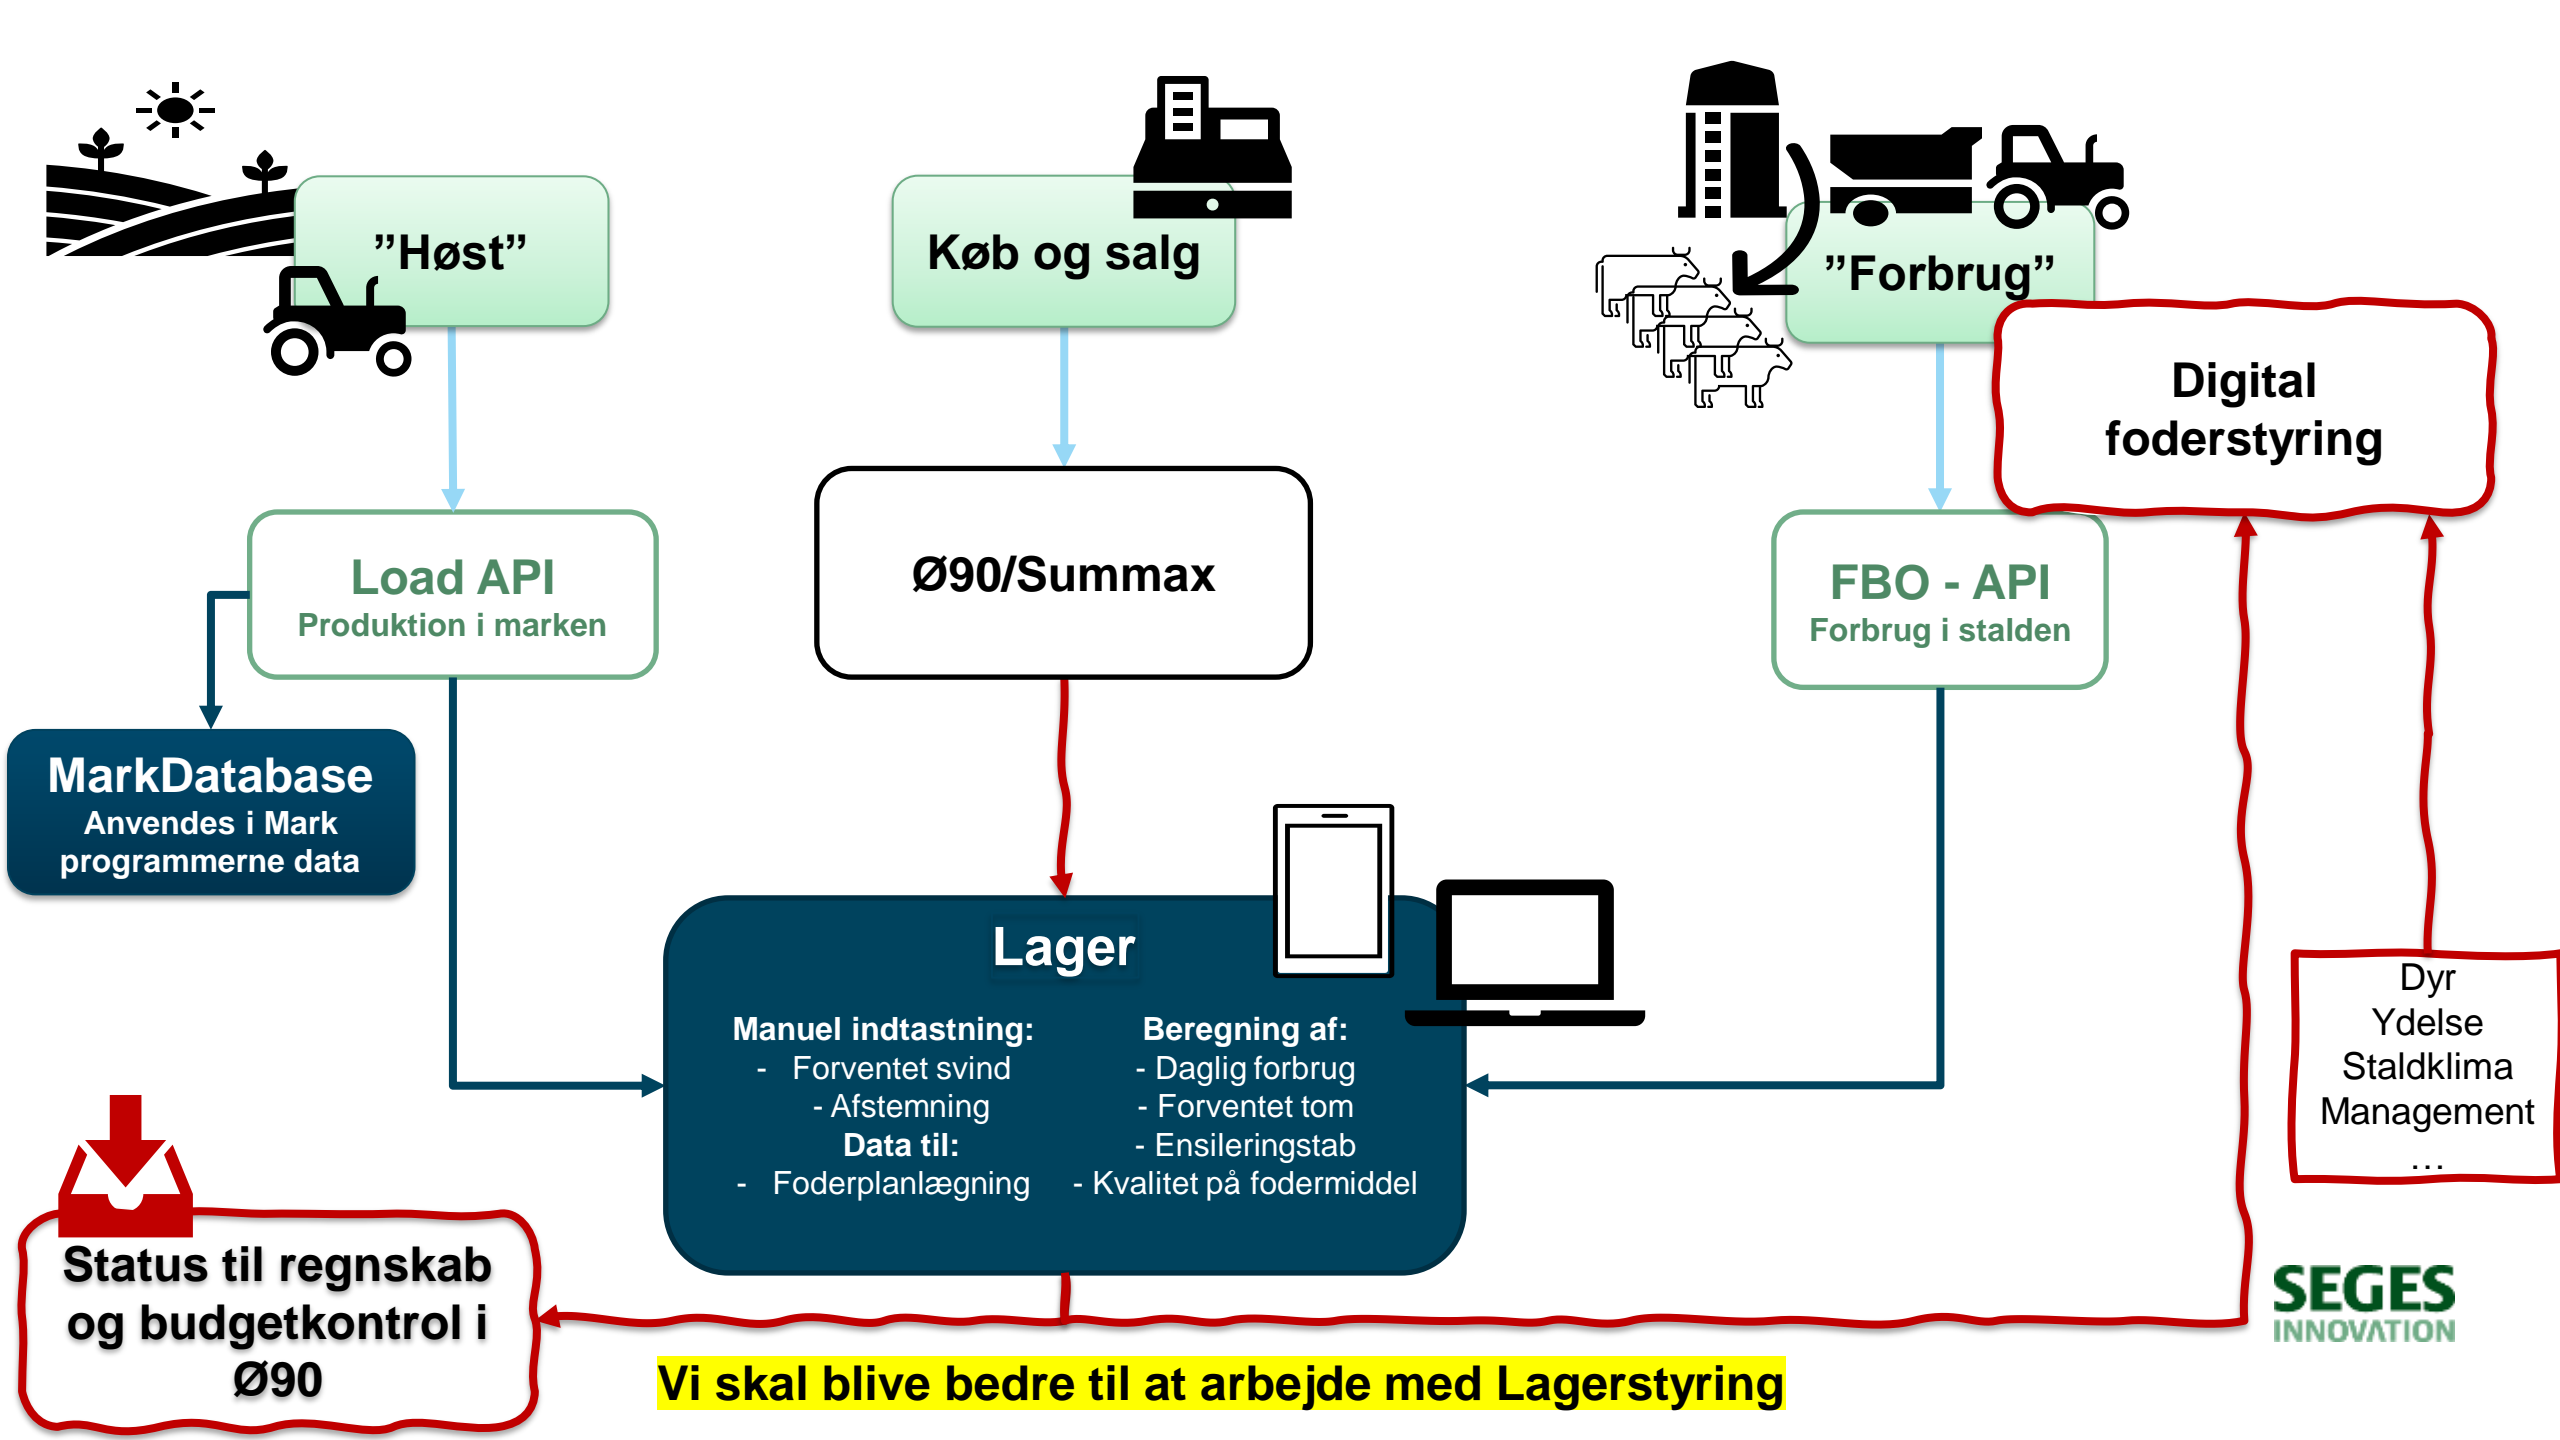 ”Høst”
Køb og salg
”Forbrug”
Digital
foderstyring
Load API
Produktion i marken
Ø90/Summax
FBO - API
Forbrug i stalden
MarkDatabase
Anvendes i Mark
programmerne data
Lager
Manuel indtastning:
- Forventet svind
- Afstemning
Data til:
- Foderplanlægning
Beregning af:
- Daglig forbrug
- Forventet tom
- Ensileringstab
- Kvalitet på fodermiddel
Dyr
Ydelse
Staldklima
Management
…
Status til regnskab
og budgetkontrol i
Ø90
SEGES
INNOVATION
Vi skal blive bedre til at arbejde med Lagerstyring